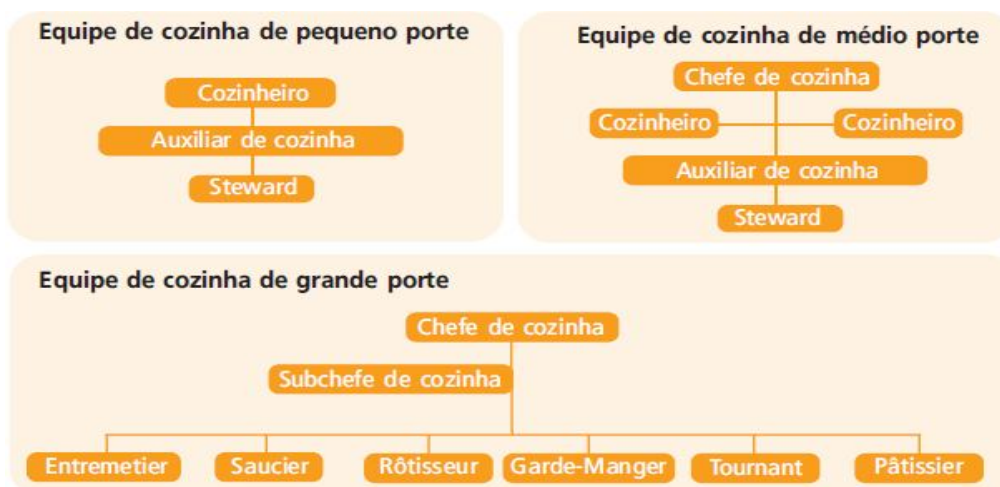 Equipe de cozinha de pequeno porte
Cozinheiro
Auxiliar de cozinha
Steward
Equipe de cozinha de médio porte
Chefe de cozinha
Cozinheiro
Cozinheiro
Auxiliar de cozinha
Steward
Equipe de cozinha de grande porte
Chefe de cozinha
Subchefe de cozinha
Entremetier
Saucier
Rôtisseur
Garde-Manger
Tournant
Pâtissier